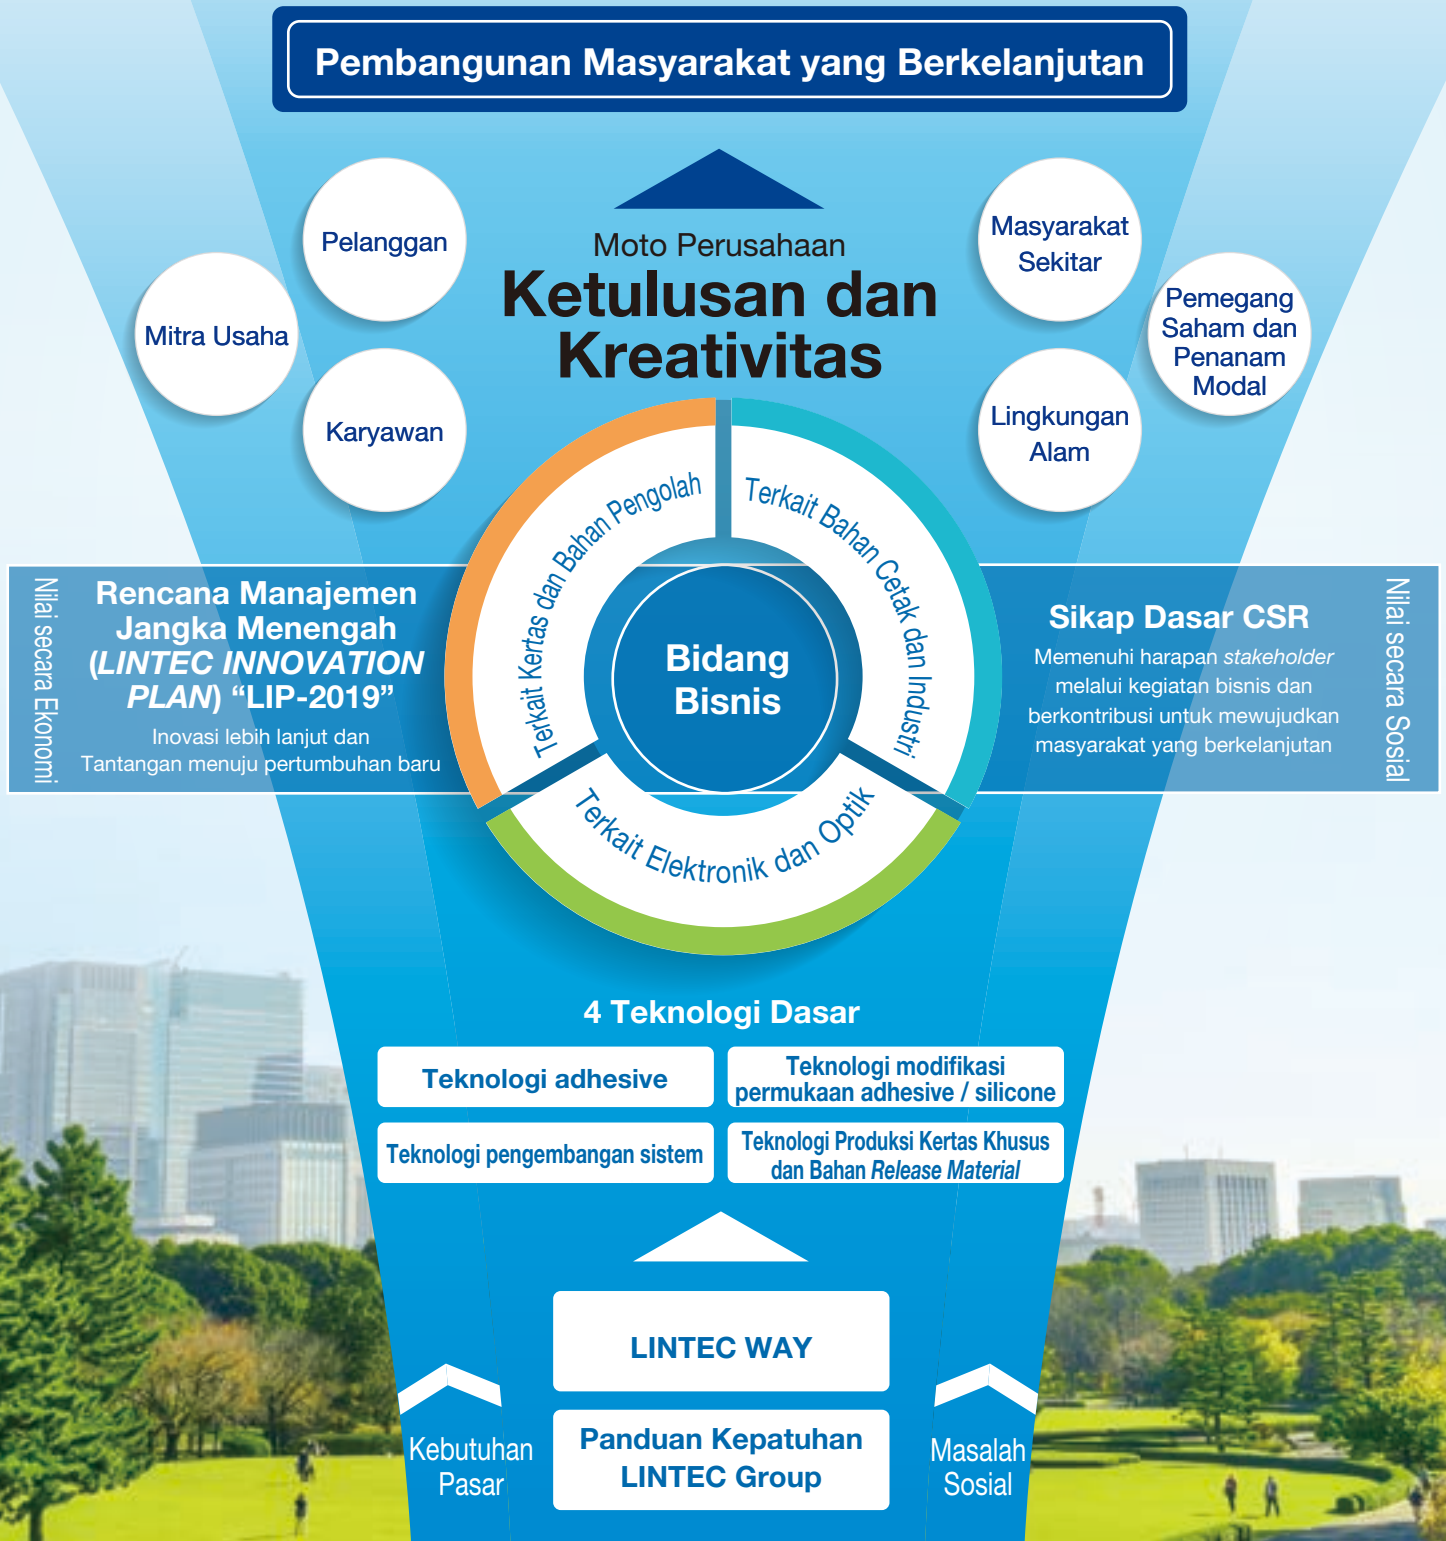 Pembangunan Masyarakat yang Berkelanjutan
Pelanggan
Mitra Usaha
Karyawan
Moto Perusahaan
Ketulusan dan
Kreativitas
Masyarakat
Sekitar
Pemegang
Saham dan
Penanam
Modal
Lingkungan
Alam
Nilai secara Ekonomi
Rencana Manajemen
Jangka Menengah
(LINTEC INNOVATION
PLAN) “LIP-2019”
Inovasi lebih lanjut dan
Tantangan menuju pertumbuhan baru
Terkait Kertas dan Bahan Pengolah
Terkait Bahan Cetak dan Industri
Terkait Elektronik dan Optik
Bidang
Bisnis
Sikap Dasar CSR
Memenuhi harapan stakeholder
melalui kegiatan bisnis dan
berkontribusi untuk mewujudkan
masyarakat yang berkelanjutan
Nilai secara Sosial
4 Teknologi Dasar
Teknologi adhesive
Teknologi modifikasi
permukaan adhesive / silicone
Teknologi pengembangan sistem
Teknologi Produksi Kertas Khusus
dan Bahan Release Material
LINTEC WAY
Panduan Kepatuhan
LINTEC Group
Kebutuhan
Pasar
Masalah
Sosial